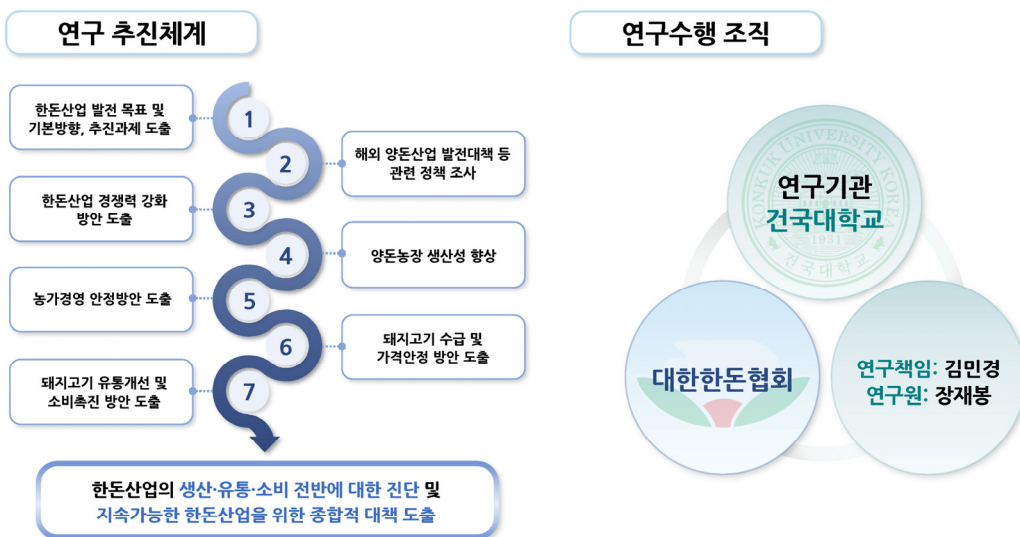 연구 추진체계
한돈산업 발전 목표 및
기본방향, 추진과제 도출
1
2
해외 양돈산업 발전대책 등
관련 정책 조사
한돈산업 경쟁력 강화
방안 도출
3
4
양돈농장 생산성 향상
농가경영 안정방안 도출
5
6
돼지고기 수급 및
가격안정 방안 도출
돼지고기 유통개선 및
소비촉진 방안 도출
7
한돈산업의 생산·유통·소비 전반에 대한 진단 및
지속가능한 한돈산업을 위한 종합적 대책 도출
연구수행 조직
KONKUK UNIVERSITY KOREA
연구기관
건국대학교
1931
건국대학교
대한한돈협회
연구책임: 김민경
연구원: 장재봉